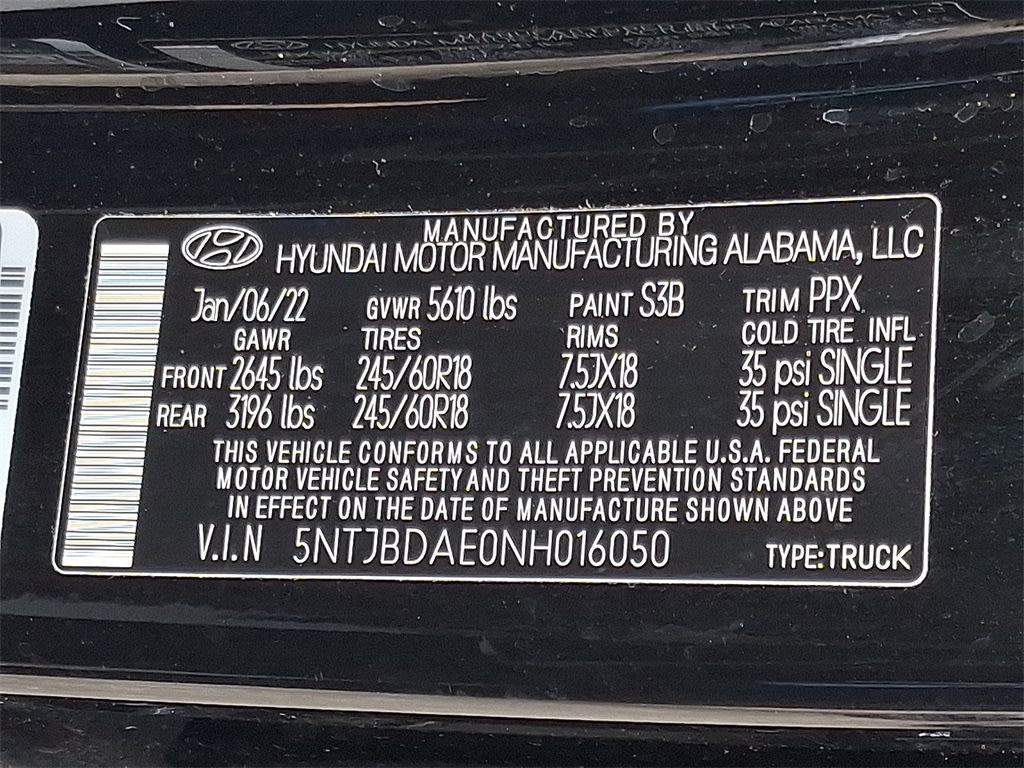 MANUFACTURED BY
HYUNDAI MOTOR MANUFACTURING ALABAMA, LLC
Jan/06/22 GVWR 5610 lbs PAINT S3B TRIM PPX
GAWR TIRES RIMS COLD TIRE INFL
FRONT 2645 lbs 245/60R18 7.5JX18 35 psi SINGLE
REAR 3196 lbs 245/60R18 7.5JX18 35 psi SINGLE
THIS VEHICLE CONFORMS TO ALL APPLICABLE U.S.A. FEDERAL
MOTOR VEHICLE SAFETY AND THEFT PREVENTION STANDARDS
IN EFFECT ON THE DATE OF MANUFACTURE SHOWN ABOVE
V.I.N 5NTJBDAE0NH016050 TYPE:TRUCK